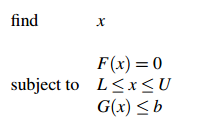 find x
F(x) = 0
subject to L ≤ x ≤ U
G(x) ≤ b